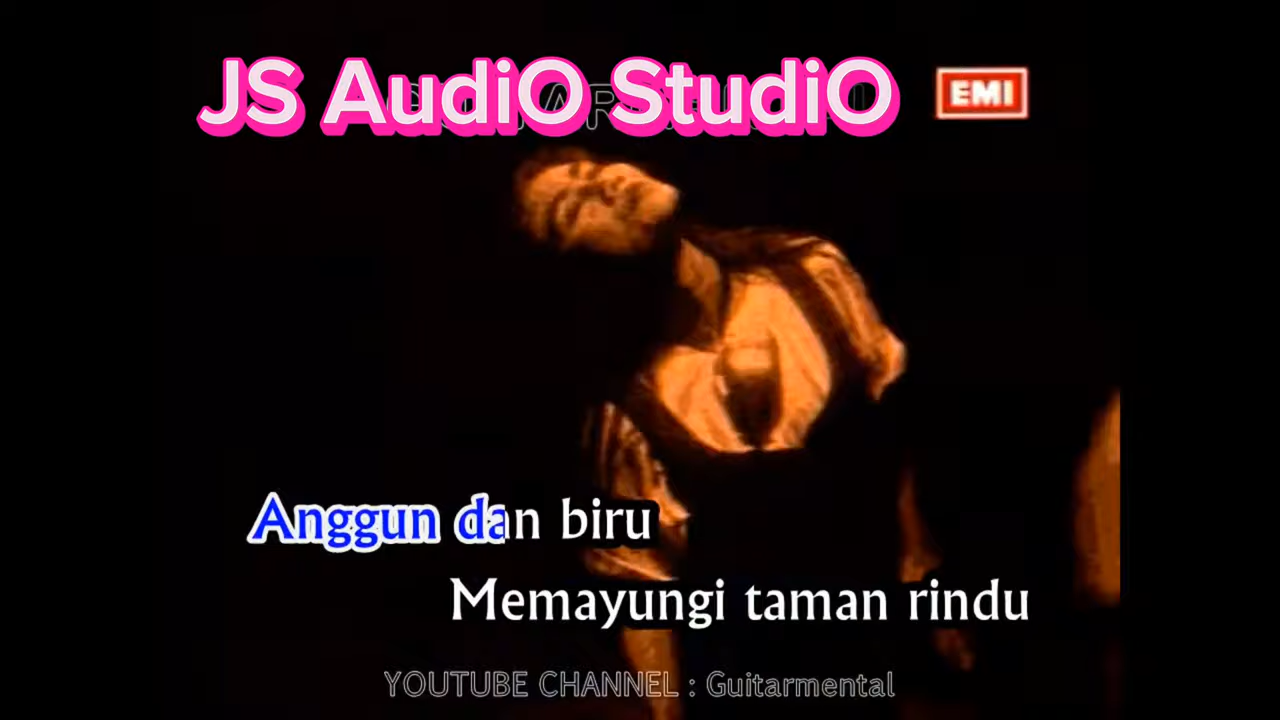 JS AudiO StudiO
EMI
Anggun dan biru
Memayungi taman rindu
YOUTUBE CHANNEL : Guitarmental